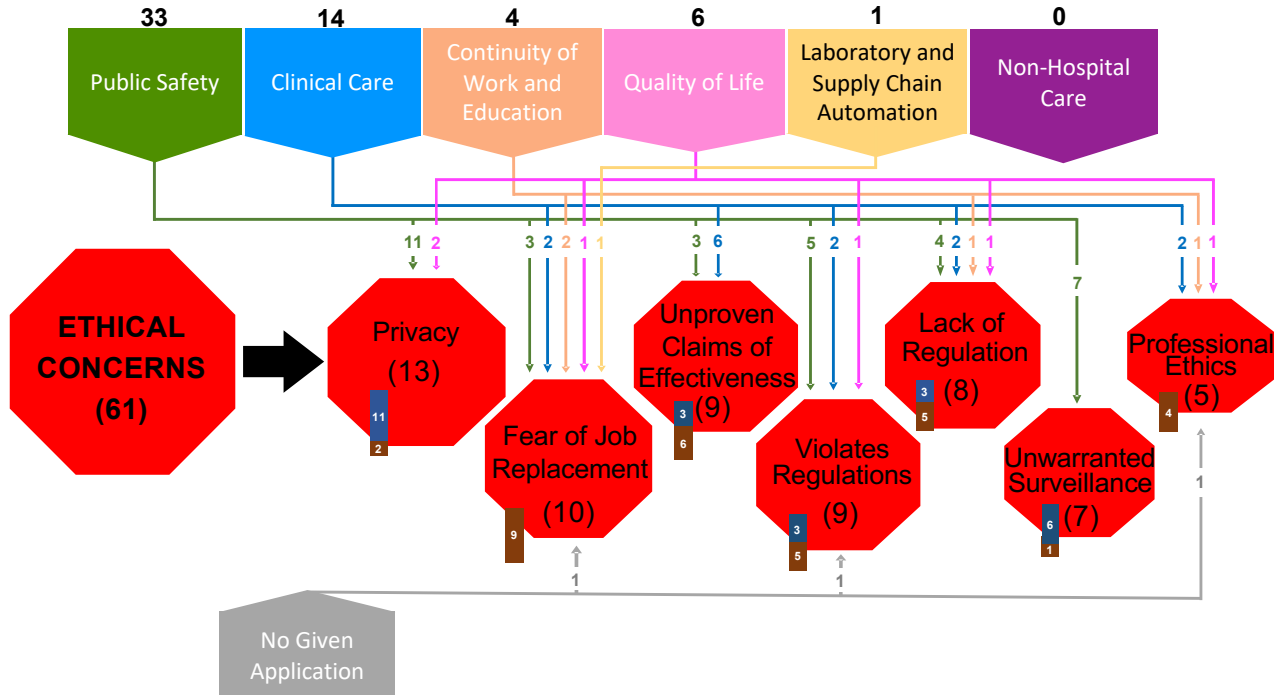 33 14 4 6 1 0
Public Safety
Clinical Care
Continuity of
Work and
Education
Quality of Life
Laboratory and
Supply Chain
Automation
Non-Hospital
Care
11 2 3 2 2 1 1 3 6 5 2 1 4 2 1 1 7 2 1 1
ETHICAL
CONCERNS
(61)
Privacy
(13)
11
2
Fear of Job
Replacement
(10)
9
Unproven
Claims of
Effectiveness
(9)
3
6
Violates
Regulations
(9)
3
5
Lack of
Regulation
(8)
3
5
Unwarranted
Surveillance
(7)
6
1
Professional
Ethics
(5)
4
1 1 1
No Given
Application